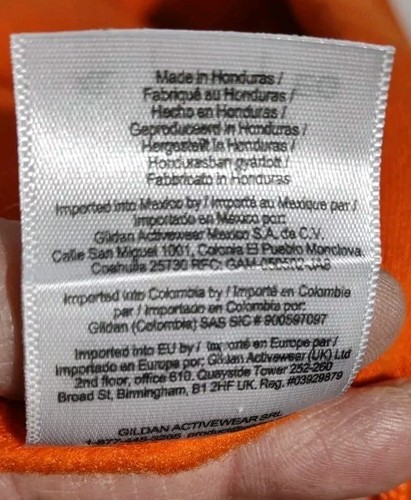 Made in Honduras /
Fabriqué au Honduras /
Hecho en Honduras /
Geproduceerd in Honduras /
Hergestellt in Honduras /
Hondurasban gyártott /
Fabbricato in Honduras
Imported into Mexico by / Importé au Mexique par /
Importado en México por:
Gildan Activewear Mexico S.A. de C.V.
Calle San Miguel 1001, Colonia El Pueblo Monclova,
Coahuila 25730 RFC:
Imported into Colombia by / Importé en Colombie
par / Importado en Colombia por:
Gildan (Colombia) SAS SIC # 900597097
Imported into EU by / Importé en Europe par /
Importado en Europa por: Gildan Activewear (UK) Ltd
2nd floor, office 610, Quayside Tower 252-260
Broad St, Birmingham, B1 2HF UK. Reg. #03929879
GILDAN ACTIVEWEAR SRL